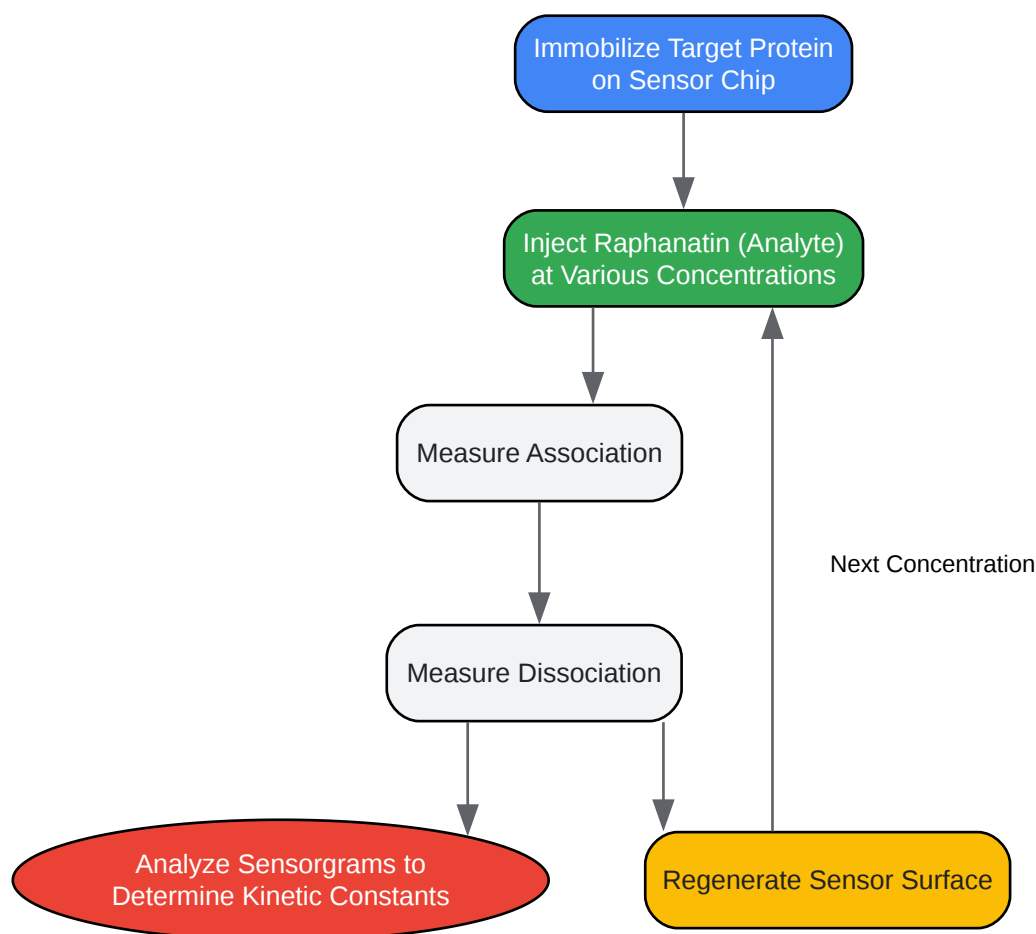 Immobilize Target Protein
on Sensor Chip
Inject Raphanatin (Analyte)
at Various Concentrations
Measure Association
Next Concentration
Measure Dissociation
Analyze Sensorgrams to
Determine Kinetic Constants
Regenerate Sensor Surface